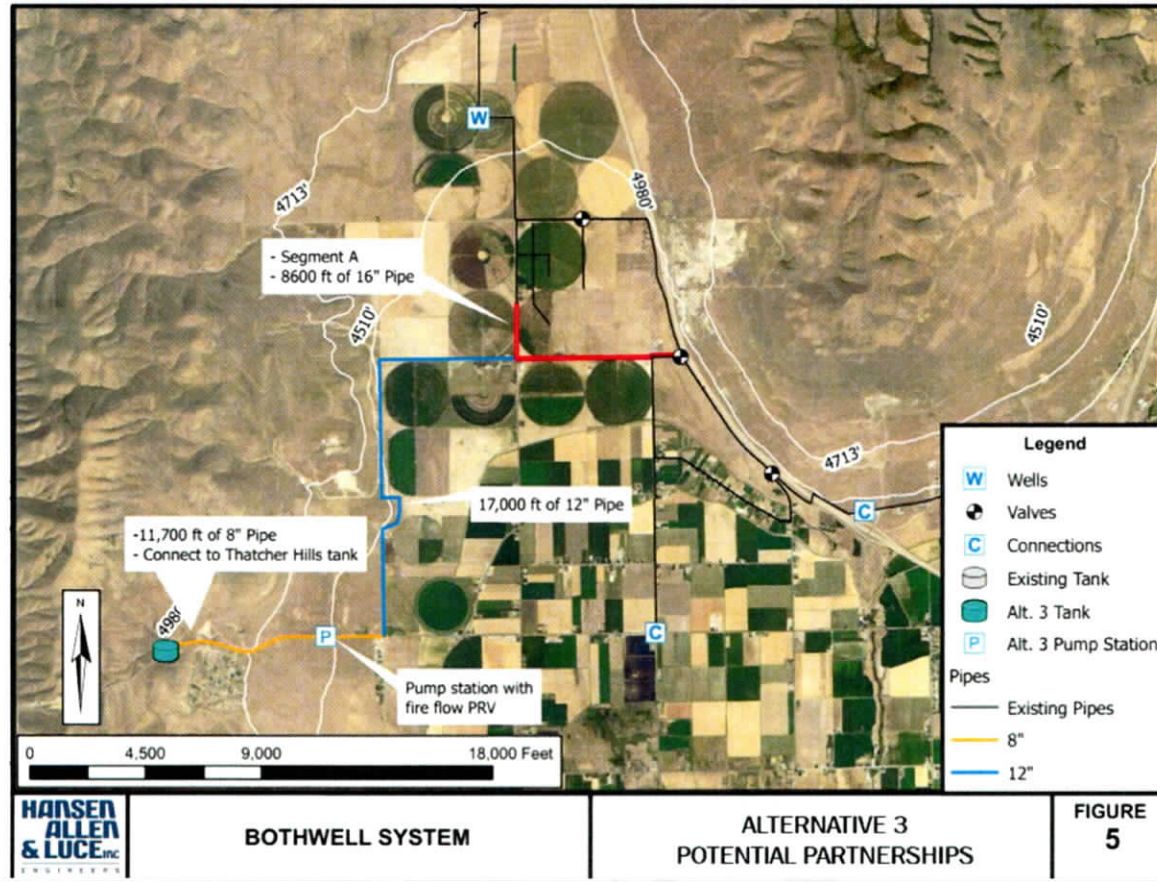 W
4713'
4980'
- Segment A
- 8600 ft of 16" Pipe
4510'
4510'
4713'
C
17,000 ft of 12" Pipe
-11,700 ft of 8" Pipe
- Connect to Thatcher Hills tank
P
C
Pump station with
fire flow PRV
N
0 4,500 9,000 18,000 Feet
Legend
W Wells
Valves
C Connections
Existing Tank
Alt. 3 Tank
P Alt. 3 Pump Station
Pipes
Existing Pipes
8"
12"
HANSEN
ALLEN
& LUCE INC
ENGINEERS
BOTHWELL SYSTEM
ALTERNATIVE 3
POTENTIAL PARTNERSHIPS
FIGURE
5